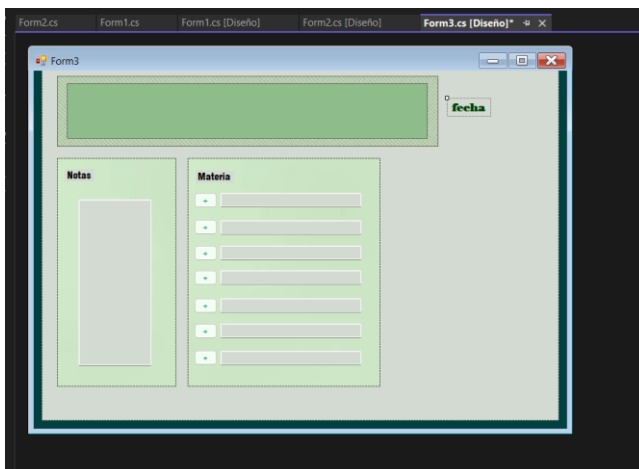 Form2.cs Form1.cs Form1.cs [Diseño] Form2.cs [Diseño] Form3.cs [Diseño]*
Form3
fecha
Notas
Materia
+
+
+
+
+
+
+